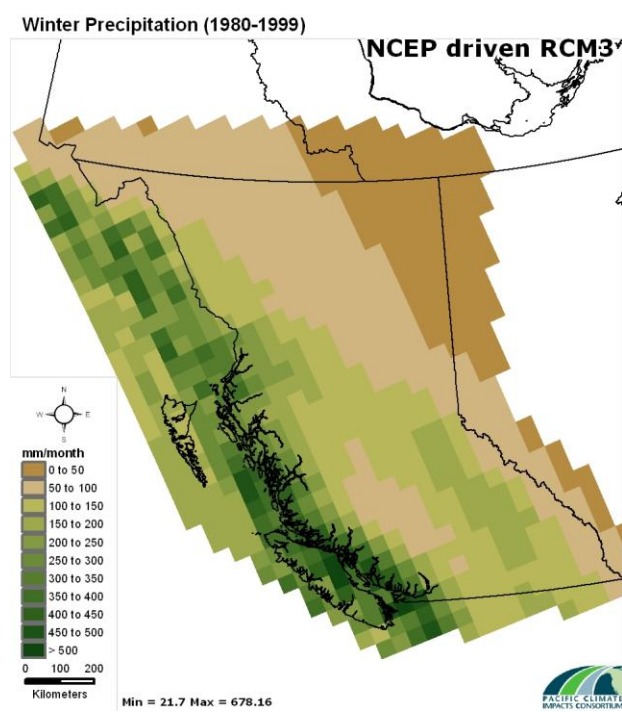 Winter Precipitation (1980-1999)
NCEP driven RCM3
N
W E
S
mm/month
0 to 50
50 to 100
100 to 150
150 to 200
200 to 250
250 to 300
300 to 350
350 to 400
400 to 450
450 to 500
> 500
0 100 200
Kilometers
Min = 21.7 Max = 678.16
PACIFIC CLIMATE
IMPACTS CONSORTIUM